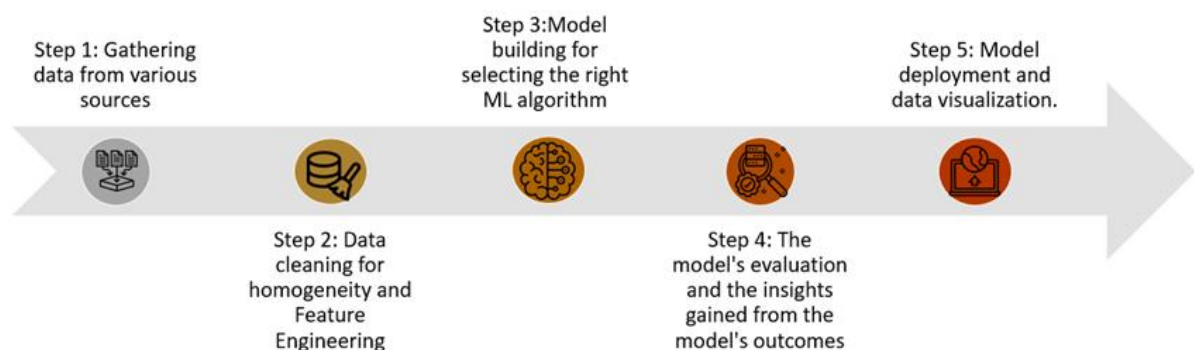 Step 1: Gathering
data from various
sources
Step 2: Data
cleaning for
homogeneity and
Feature
Engineering
Step 3:Model
building for
selecting the right
ML algorithm
Step 4: The
model's evaluation
and the insights
gained from the
model's outcomes
Step 5: Model
deployment and
data visualization.